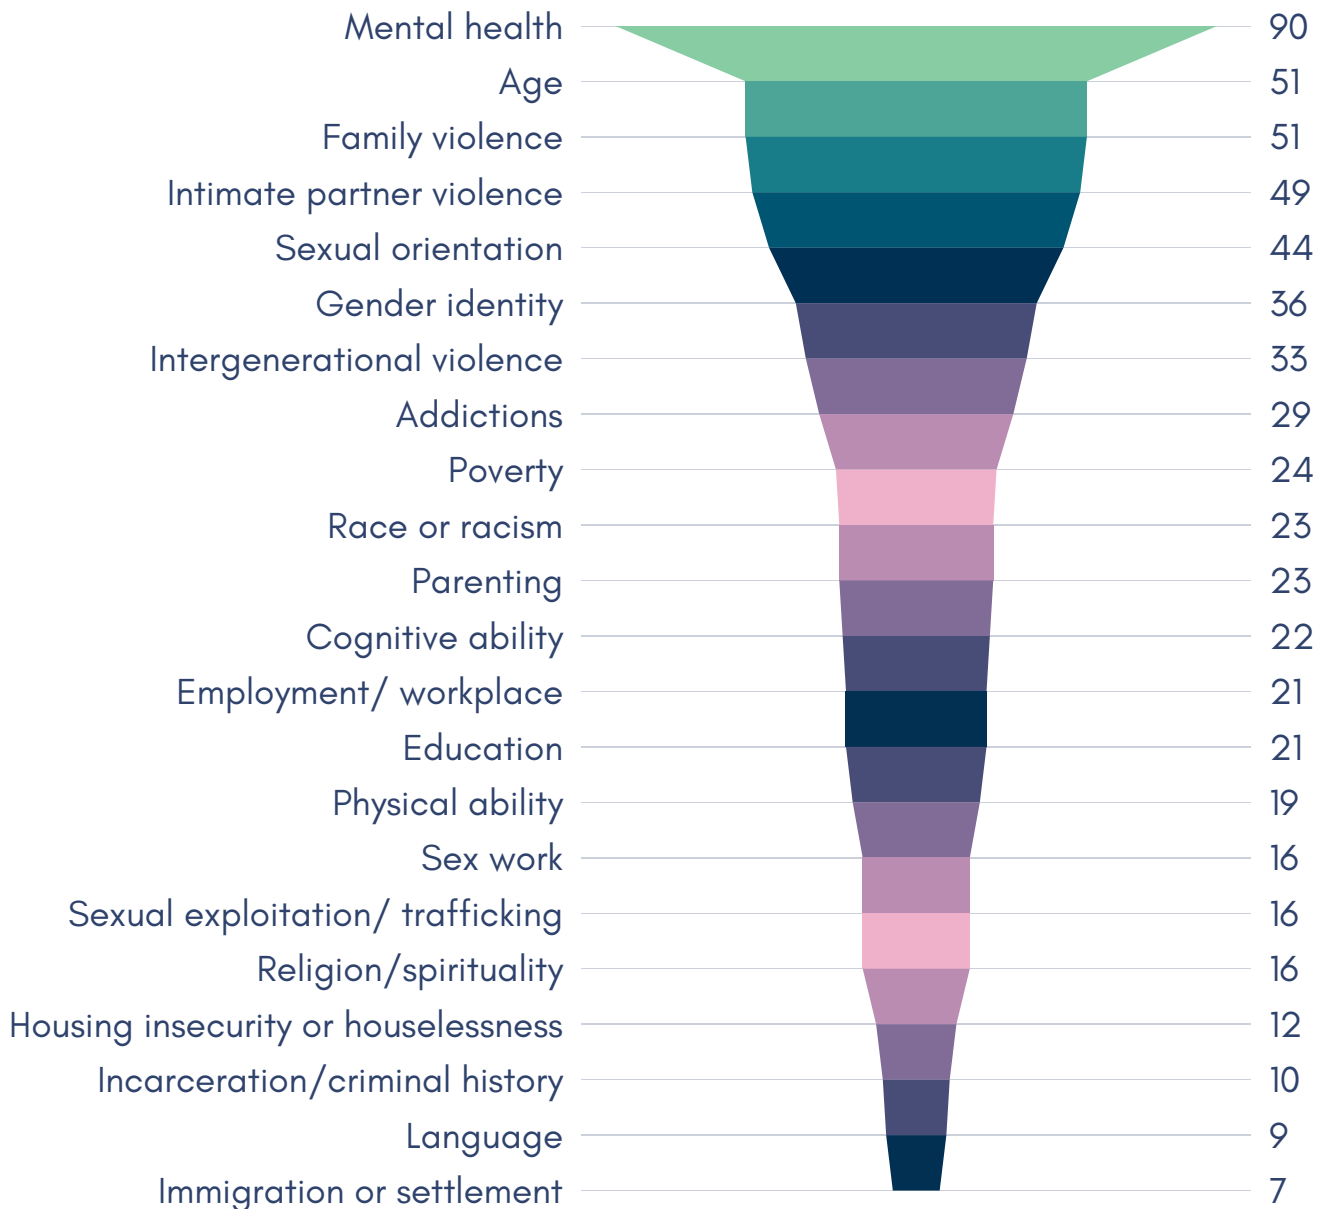 Mental health 90
Age 51
Family violence 51
Intimate partner violence 49
Sexual orientation 44
Gender identity 36
Intergenerational violence 33
Addictions 29
Poverty 24
Race or racism 23
Parenting 23
Cognitive ability 22
Employment/ workplace 21
Education 21
Physical ability 19
Sex work 16
Sexual exploitation/ trafficking 16
Religion/spirituality 16
Housing insecurity or houselessness 12
Incarceration/criminal history 10
Language 9
Immigration or settlement 7